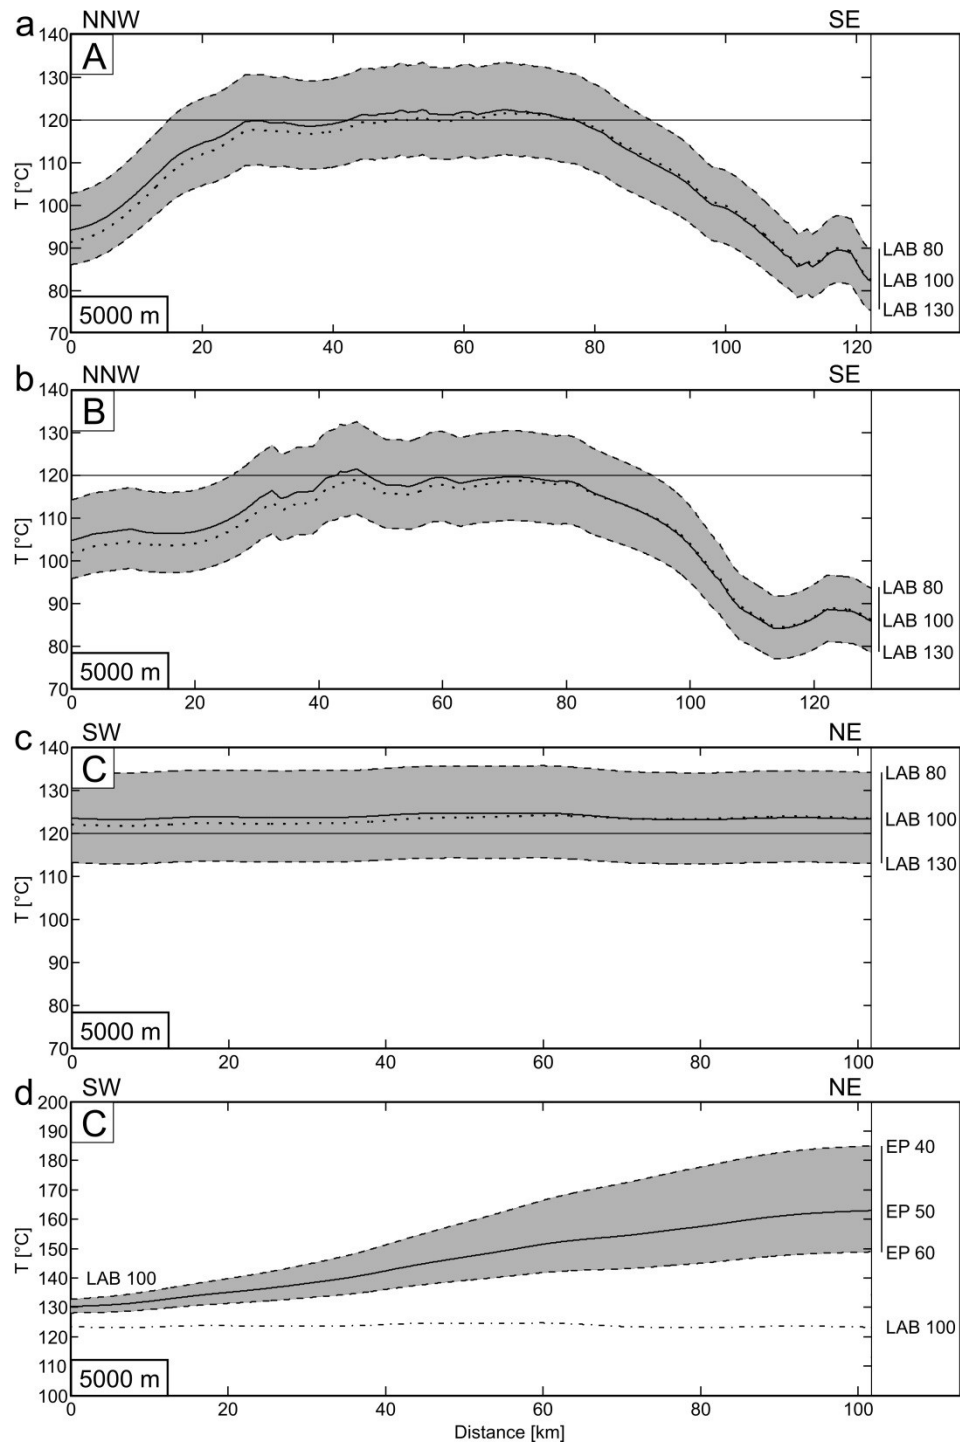 a NNW SE
A
140
130
120
110
100
90
80
70
T [°C]
LAB 80
LAB 100
LAB 130
5000 m
0 20 40 60 80 100 120
b NNW SE
B
140
130
120
110
100
90
80
70
T [°C]
LAB 80
LAB 100
LAB 130
5000 m
0 20 40 60 80 100 120
c SW NE
C
140
130
120
110
100
90
80
70
T [°C]
LAB 80
LAB 100
LAB 130
5000 m
0 20 40 60 80 100
d SW NE
C
200
190
180
170
160
150
140
130
120
110
100
T [°C]
EP 40
EP 50
EP 60
LAB 100
LAB 100
5000 m
0 20 40 60 80 100
Distance [km]